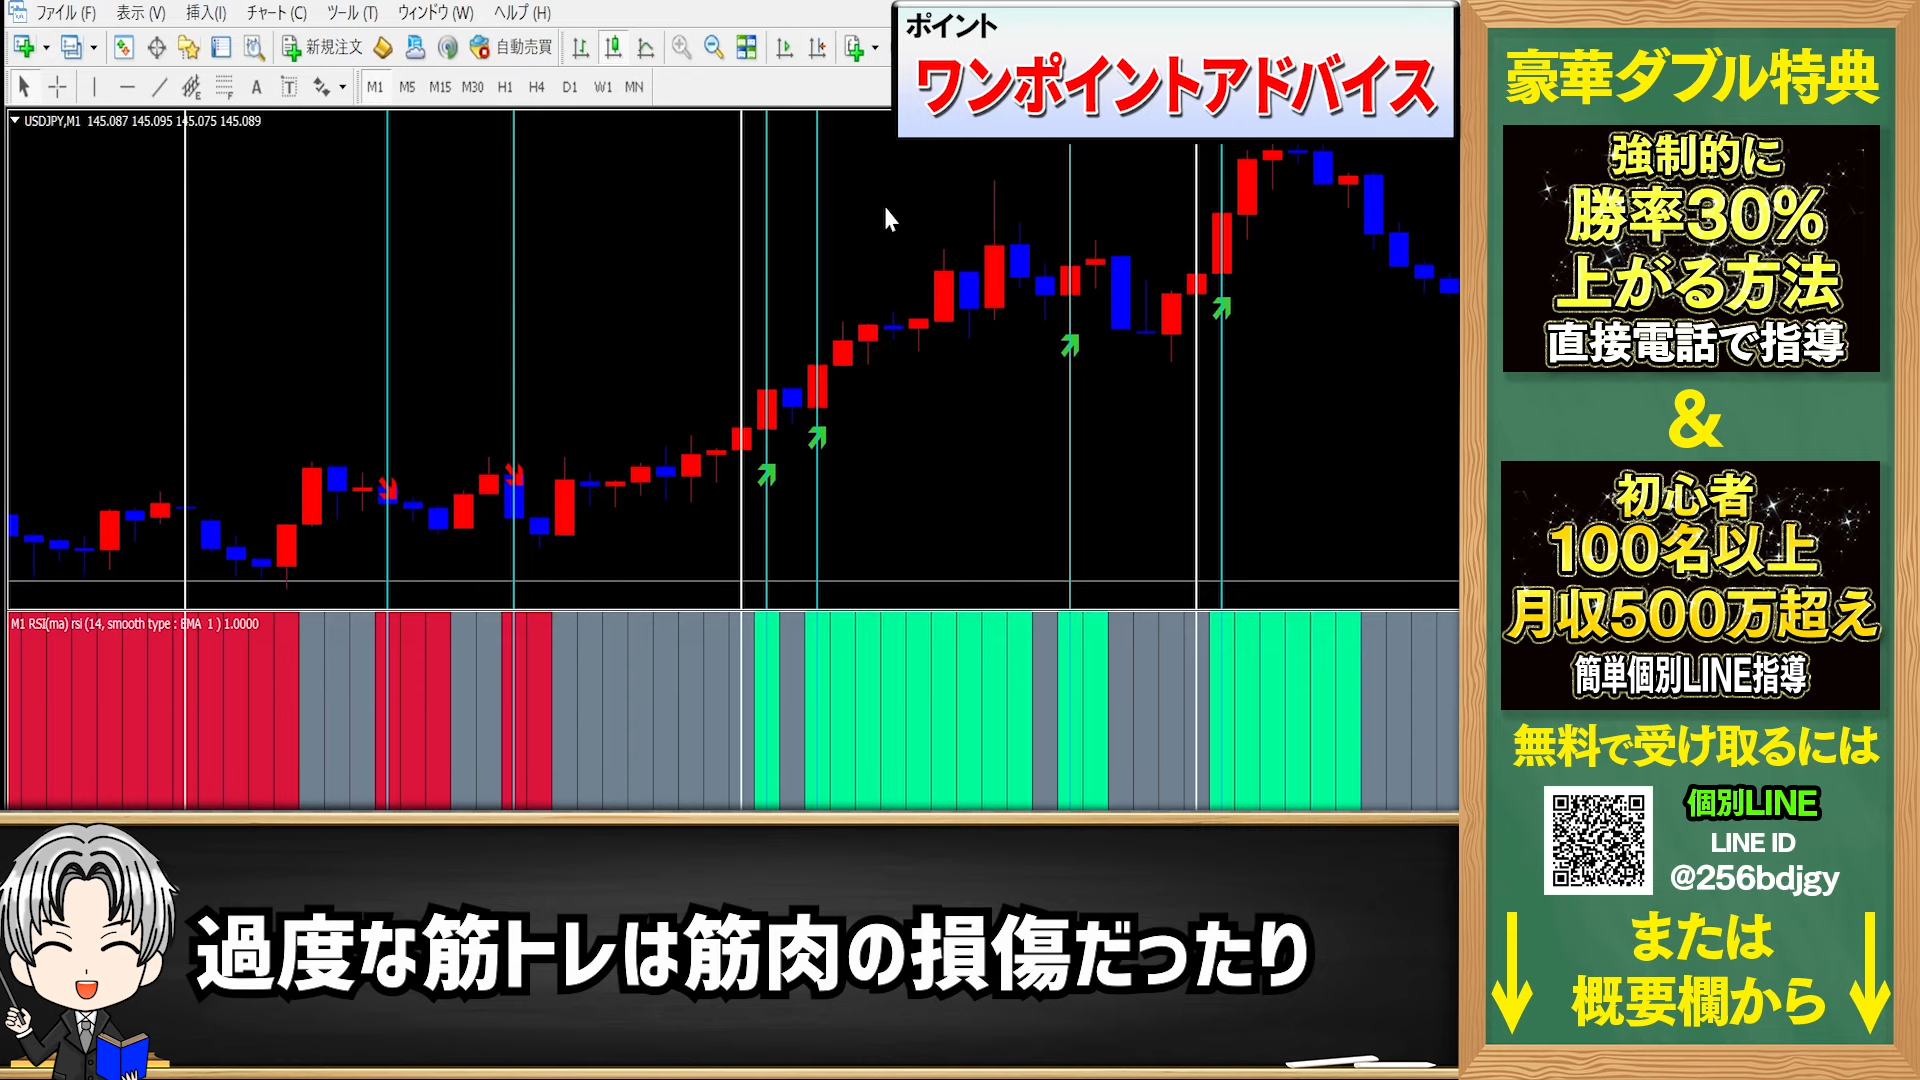 ファイル (F) 表示 (V) 挿入(I) チャート (C) ツール (T) ウィンドウ (W) ヘルプ (H)
新規注文 自動売買
A T M1 M5 M15 M30 H1 H4 D1 W1 MN
USDJPY,M1 145.087 145.095 145.075 145.089
M1 RSI(ma) rsi (14, smooth type : EMA 1 ) 1.0000
ポイント
ワンポイントアドバイス
過度な筋トレは筋肉の損傷だったり
豪華ダブル特典
強制的に
勝率30%
上がる方法
直接電話で指導
&
初心者
100名以上
月収500万超え
簡単個別LINE指導
無料で受け取るには
個別LINE
LINE ID
@256bdjgy
または
概要欄から